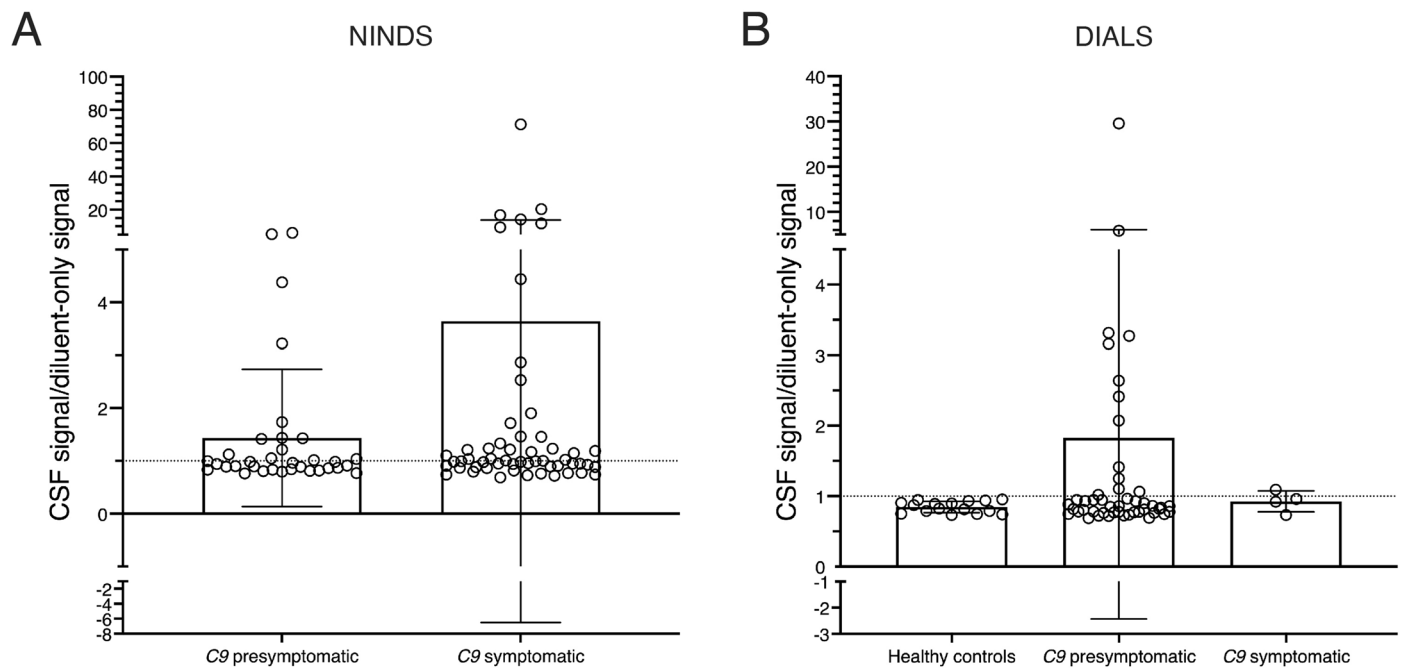 A
NINDS
CSF signal/diluent-only signal
100
80
60
40
20
4
2
0
-2
-4
-6
-8
C9 presymptomatic
C9 symptomatic
B
DIALS
CSF signal/diluent-only signal
40
30
20
10
4
3
2
1
0
-1
-2
-3
Healthy controls
C9 presymptomatic
C9 symptomatic